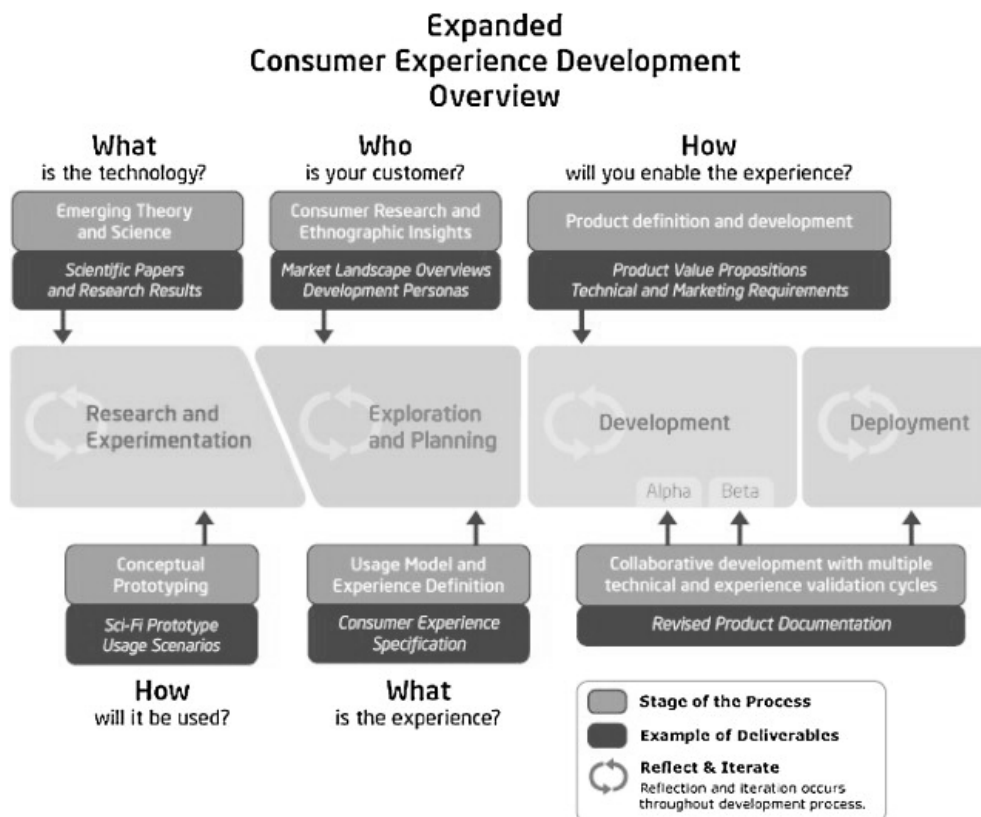 Expanded
Consumer Experience Development
Overview
What
is the technology?
Who
is your customer?
How
will you enable the experience?
Emerging Theory
and Science
Scientific Papers
and Research Results
Consumer Research and
Ethnographic Insights
Market Landscape Overviews
Development Personas
Product definition and development
Product Value Propositions
Technical and Marketing Requirements
Research and
Experimentation
Exploration
and Planning
Development
Alpha
Beta
Deployment
Conceptual
Prototyping
Sci-Fi Prototype
Usage Scenarios
How
will it be used?
Usage Model and
Experience Definition
Consumer Experience
Specification
What
is the experience?
Collaborative development with multiple
technical and experience validation cycles
Revised Product Documentation
Stage of the Process
Example of Deliverables
Reflect & Iterate
Reflection and iteration occurs
throughout development process.